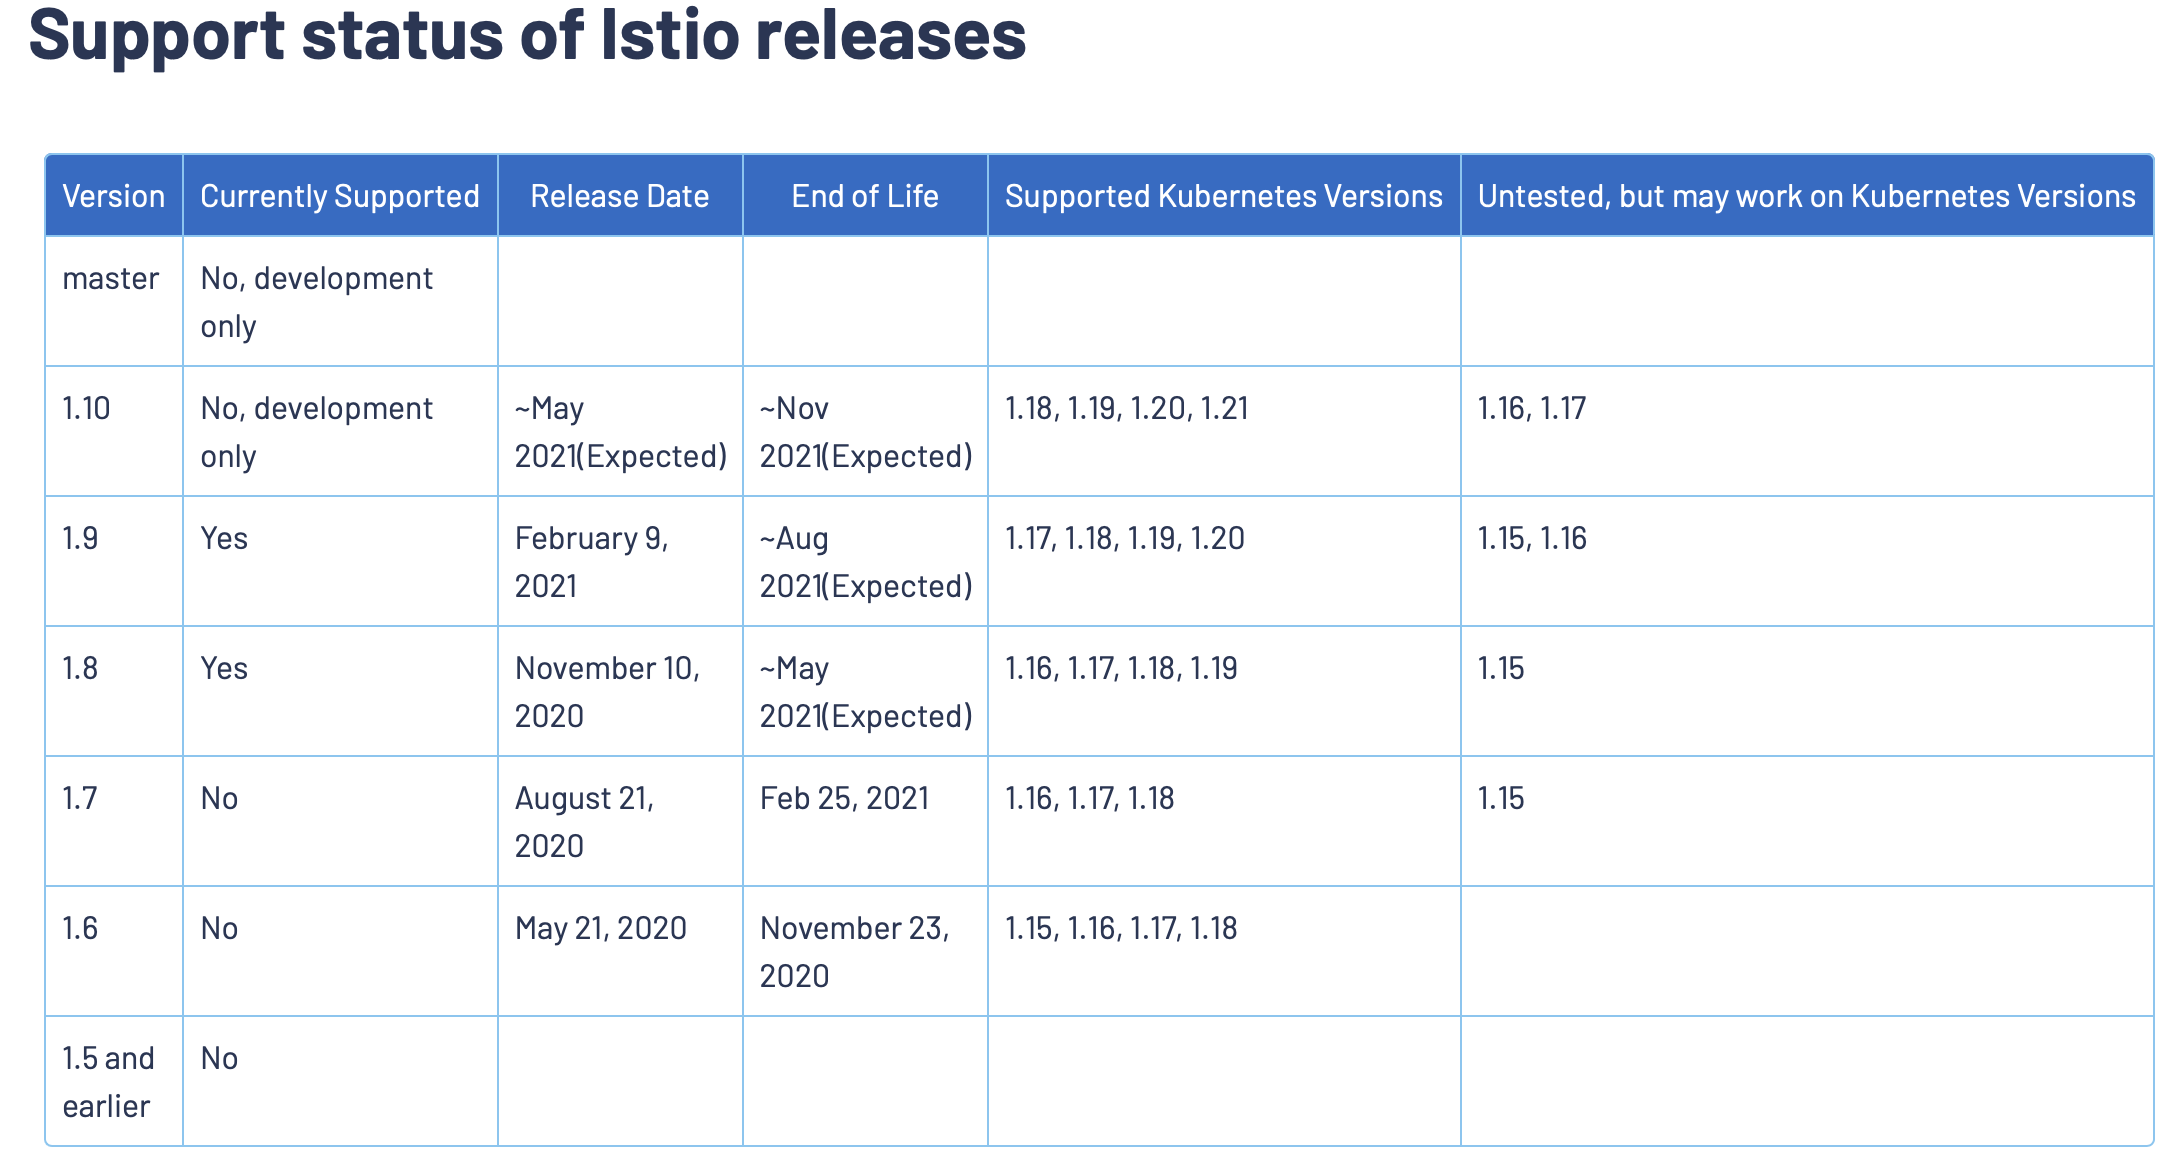 Support status of Istio releases
Version Currently Supported Release Date End of Life Supported Kubernetes Versions Untested, but may work on Kubernetes Versions
master No, development
only
1.10 No, development ~May ~Nov 1.18, 1.19, 1.20, 1.21 1.16, 1.17
only 2021(Expected) 2021(Expected)
1.9 Yes February 9, ~Aug 1.17, 1.18, 1.19, 1.20 1.15, 1.16
2021 2021(Expected)
1.8 Yes November 10, ~May 1.16, 1.17, 1.18, 1.19 1.15
2020 2021(Expected)
1.7 No August 21, Feb 25, 2021 1.16, 1.17, 1.18 1.15
2020
1.6 No May 21, 2020 November 23, 1.15, 1.16, 1.17, 1.18
2020
1.5 and No
earlier